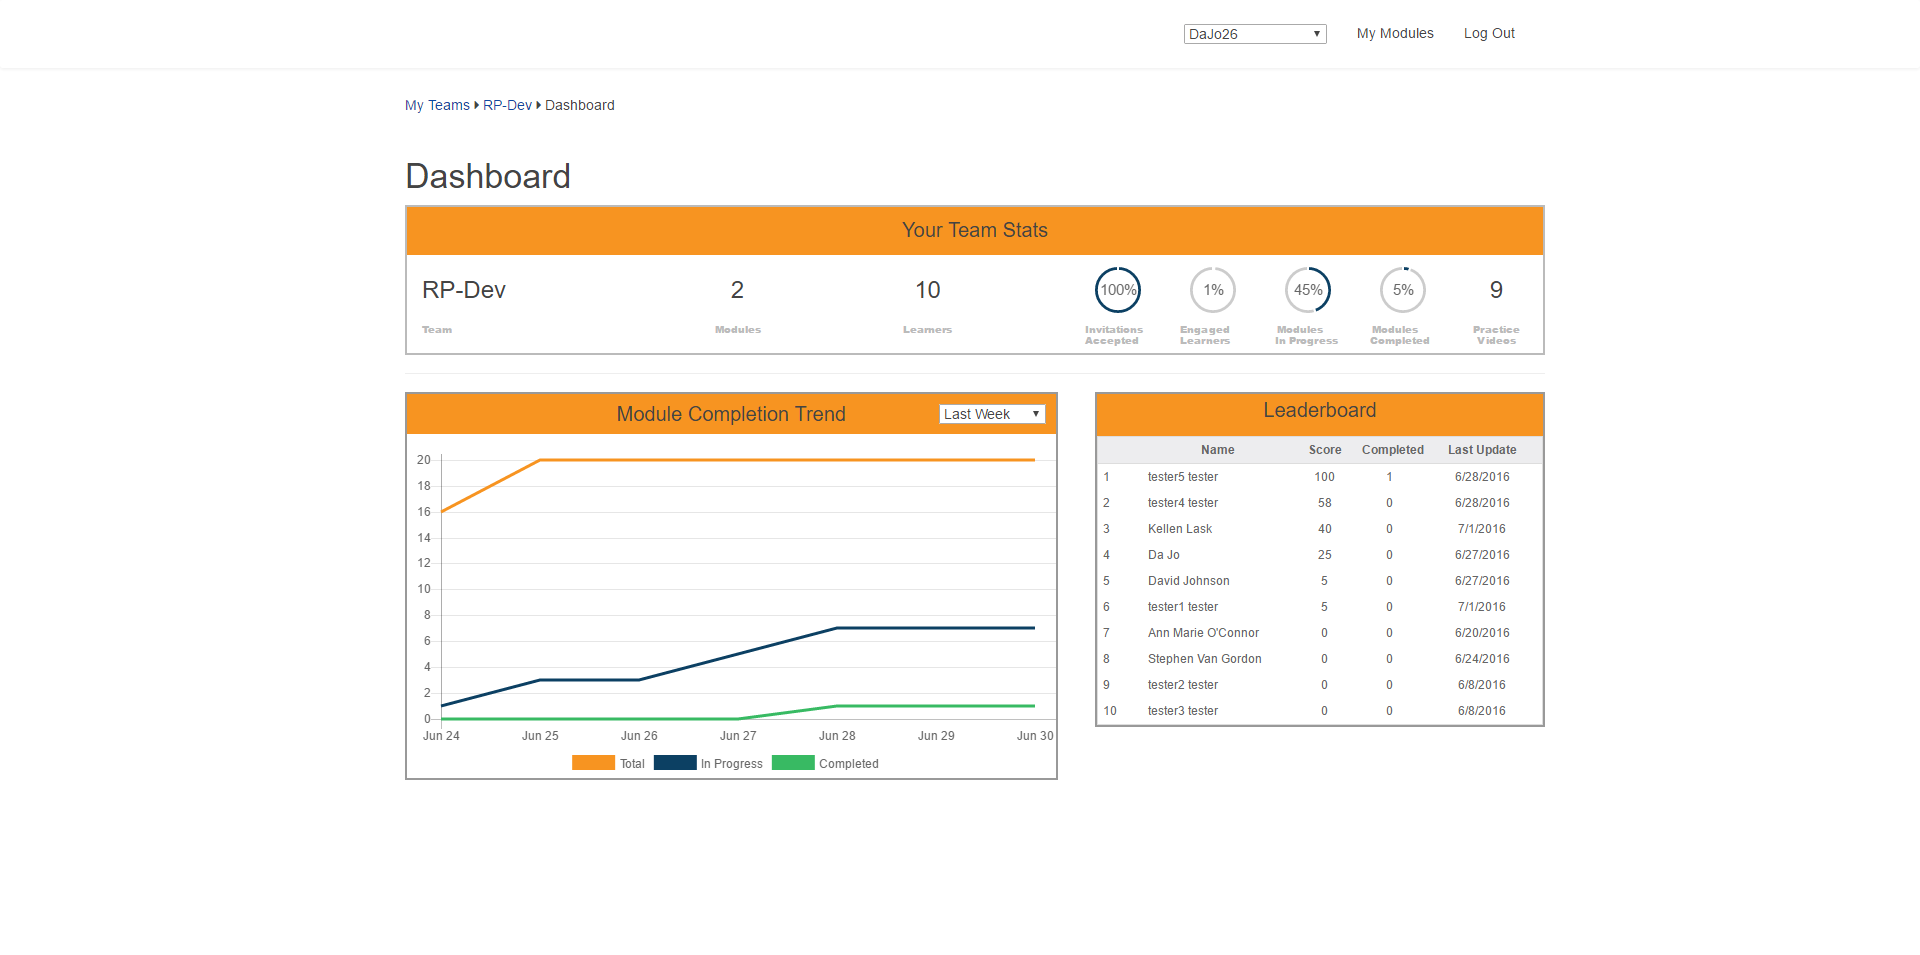 DaJo26 My Modules Log Out
My Teams RP-Dev Dashboard
Dashboard
Your Team Stats
RP-Dev 2 10 100% 1% 45% 5% 9
Team Modules Learners Invitations Accepted Engaged Learners Modules In Progress Modules Completed Practice Videos
Module Completion Trend Last Week
20
18
16
14
12
10
8
6
4
2
0
Jun 24 Jun 25 Jun 26 Jun 27 Jun 28 Jun 29 Jun 30
Total In Progress Completed
Leaderboard
Name Score Completed Last Update
1 tester5 tester 100 1 6/28/2016
2 tester4 tester 58 0 6/28/2016
3 Kellen Lask 40 0 7/1/2016
4 Da Jo 25 0 6/27/2016
5 David Johnson 5 0 6/27/2016
6 tester1 tester 5 0 7/1/2016
7 Ann Marie O'Connor 0 0 6/20/2016
8 Stephen Van Gordon 0 0 6/24/2016
9 tester2 tester 0 0 6/8/2016
10 tester3 tester 0 0 6/8/2016